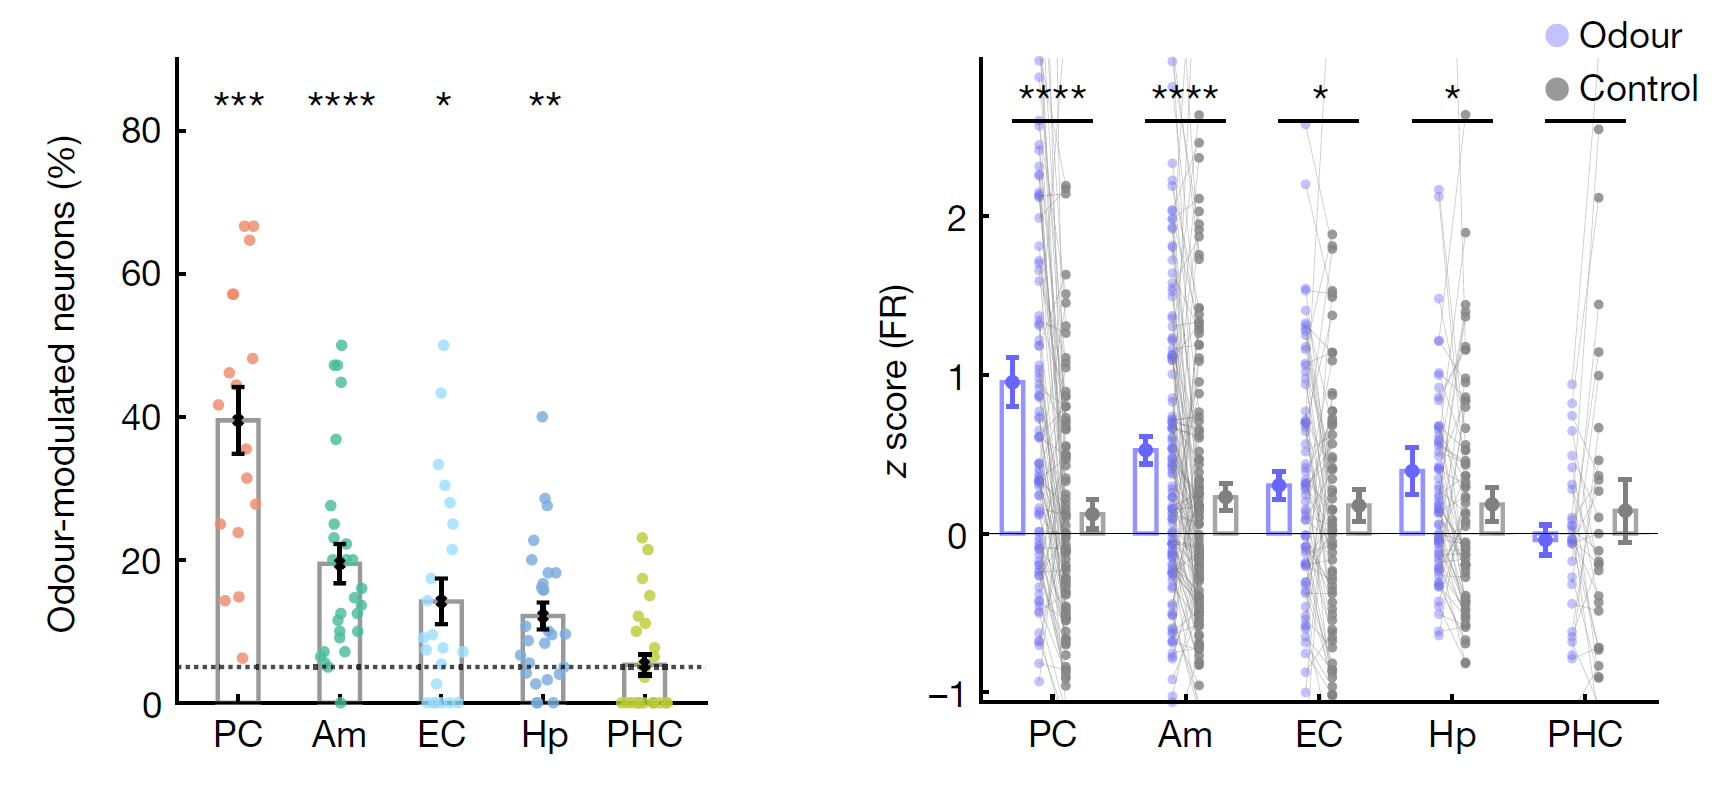 Odour-modulated neurons (%)
80
60
40
20
0
*** **** * **
PC Am EC Hp PHC
z score (FR)
2
1
0
−1
Odour
Control
**** **** * *
PC Am EC Hp PHC